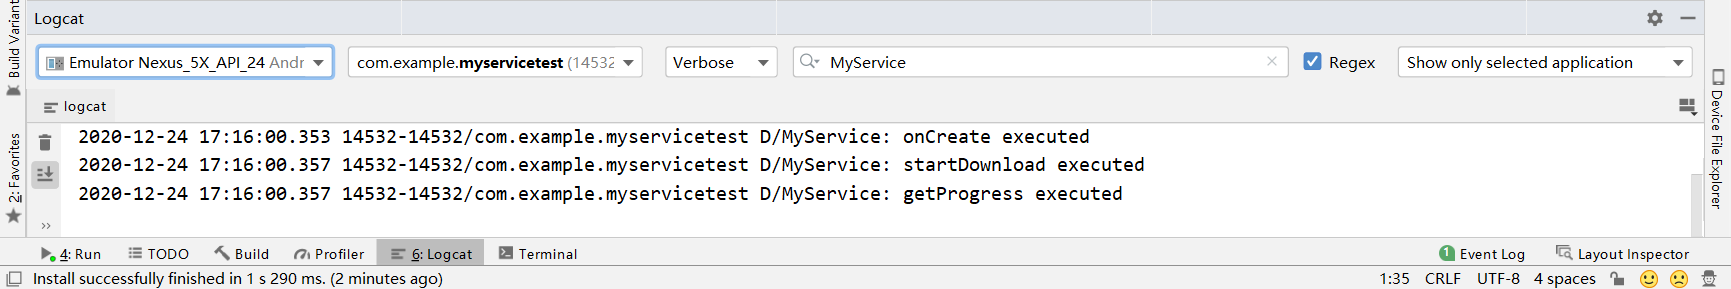 Build Variant
2: Favorites
Logcat
Emulator Nexus_5X_API_24 Andr
com.example.myservicetest (14532
Verbose
MyService
Regex
Show only selected application
logcat
2020-12-24 17:16:00.353 14532-14532/com.example.myservicetest D/MyService: onCreate executed
2020-12-24 17:16:00.357 14532-14532/com.example.myservicetest D/MyService: startDownload executed
2020-12-24 17:16:00.357 14532-14532/com.example.myservicetest D/MyService: getProgress executed
Device File Explorer
4: Run TODO Build Profiler 6: Logcat Terminal 1 Event Log Layout Inspector
Install successfully finished in 1 s 290 ms. (2 minutes ago) 1:35 CRLF UTF-8 4 spaces